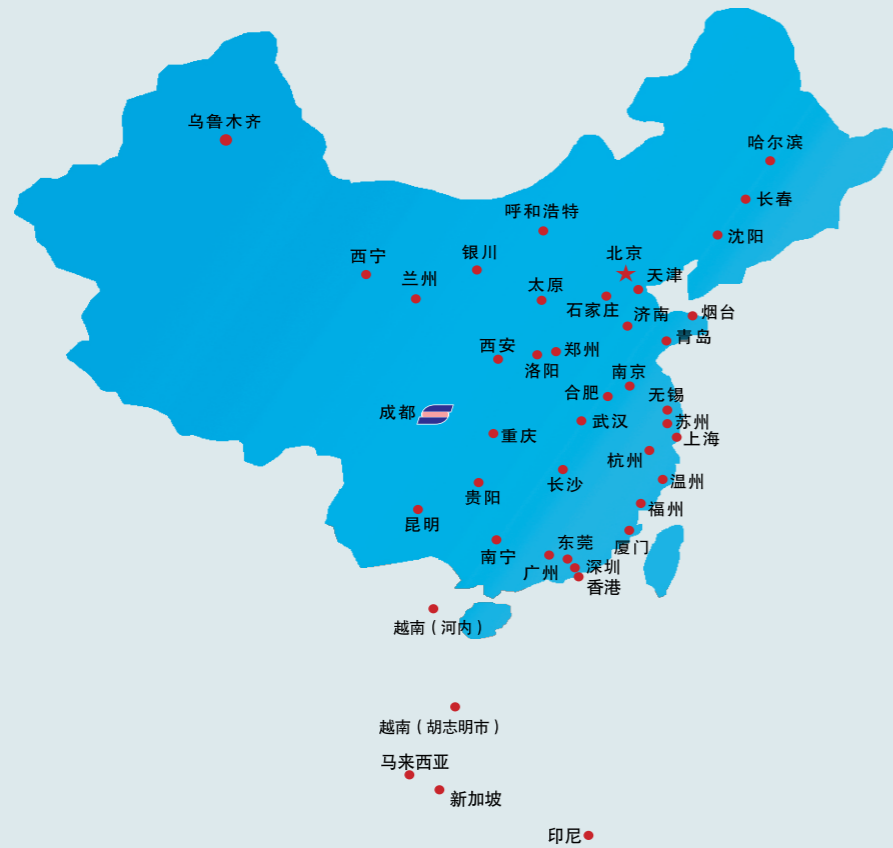 乌鲁木齐
哈尔滨
长春
呼和浩特
沈阳
西宁
银川
北京
兰州
太原
天津
石家庄
济南
烟台
青岛
西安
郑州
洛阳
南京
合肥
无锡
成都
武汉
苏州
重庆
上海
杭州
长沙
温州
贵阳
福州
昆明
南宁
东莞
厦门
广州
深圳
香港
越南（河内）
越南（胡志明市）
马来西亚
新加坡
印尼